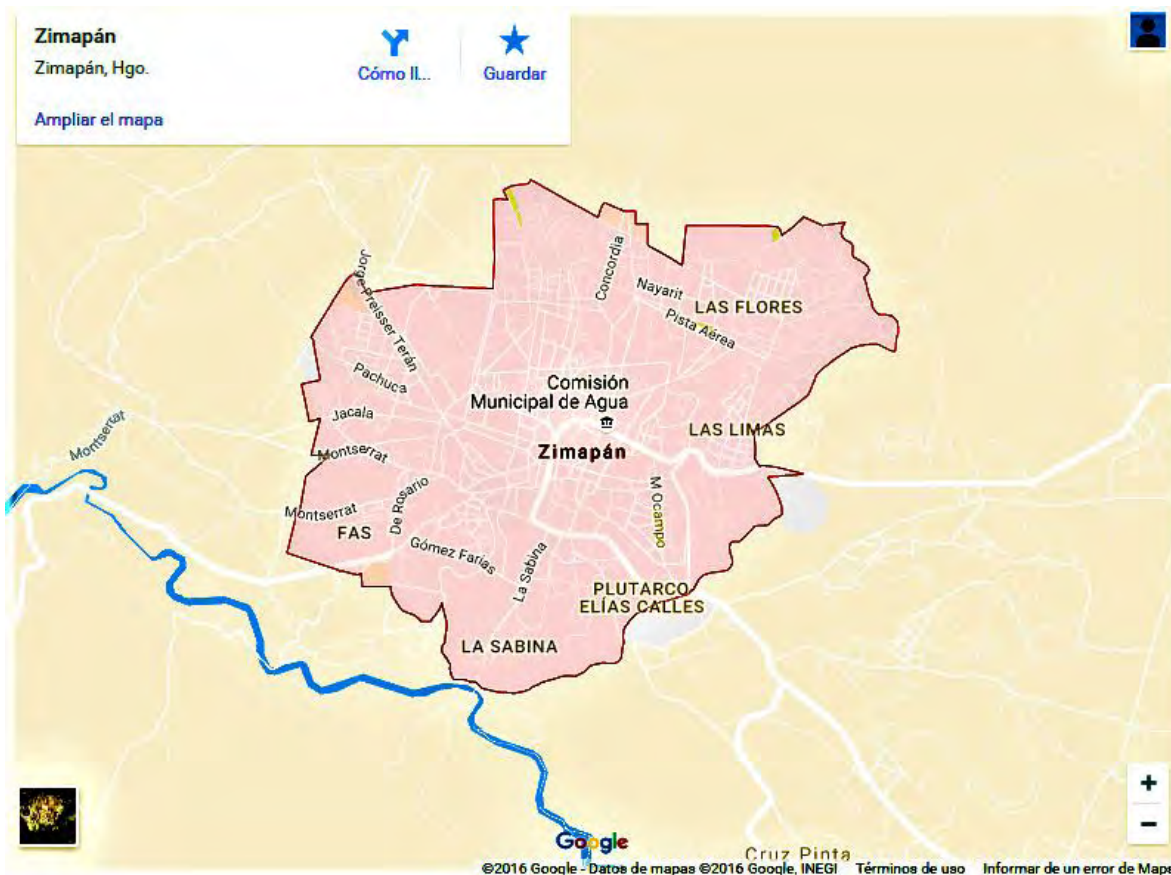 Zimapán
Zimapán, Hgo.
Cómo ll...
Guardar
Ampliar el mapa
Jorge Preisser Terán
Concordia
Nayarit
LAS FLORES
Pista Aérea
Pachuca
Comisión
Municipal de Agua
Jacala
Montserrat
LAS LIMAS
Montserrat
Zimapán
De Rosario
M Ocampo
Montserrat
FAS
Gómez Farías
La Sabina
PLUTARCO
ELÍAS CALLES
LA SABINA
Google
Cruz Pinta
©2016 Google - Datos de mapas ©2016 Google, INEGI Términos de uso Informar de un error de Maps